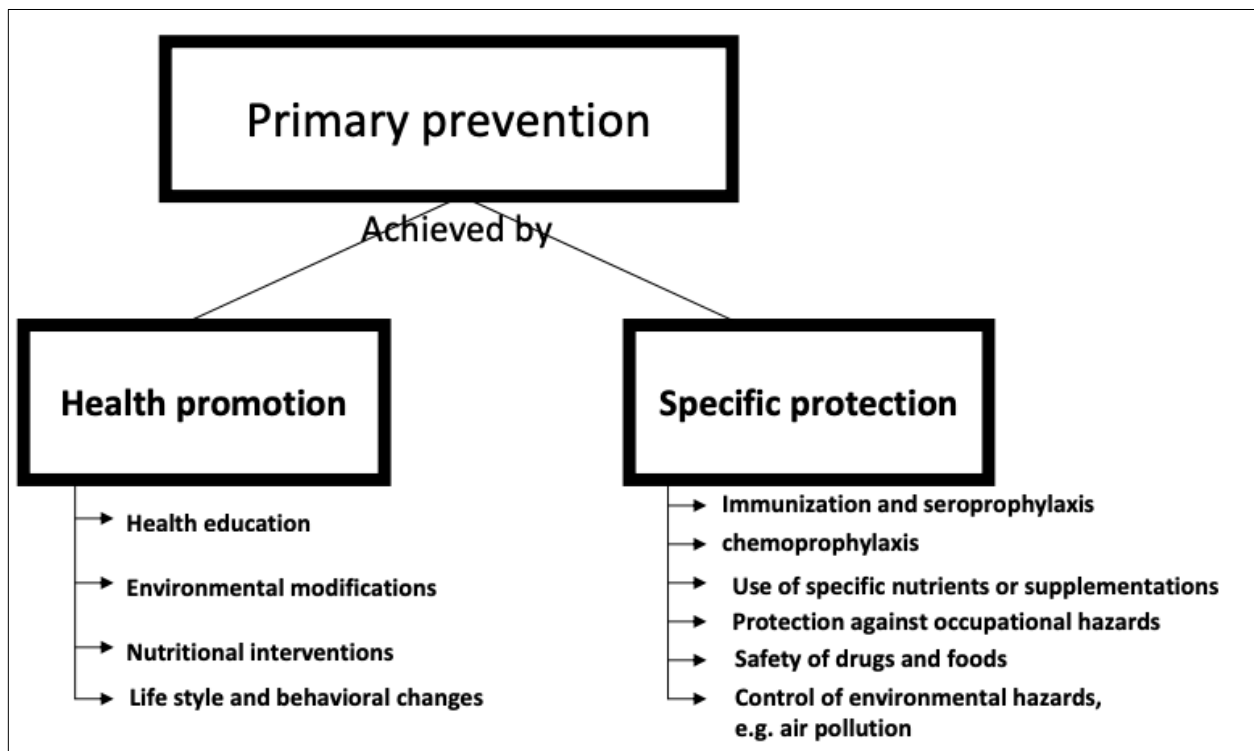 Primary prevention
Achieved by
Health promotion
Health education
Environmental modifications
Nutritional interventions
Life style and behavioral changes
Specific protection
Immunization and seroprophylaxis
chemoprophylaxis
Use of specific nutrients or supplementations
Protection against occupational hazards
Safety of drugs and foods
Control of environmental hazards,
e.g. air pollution